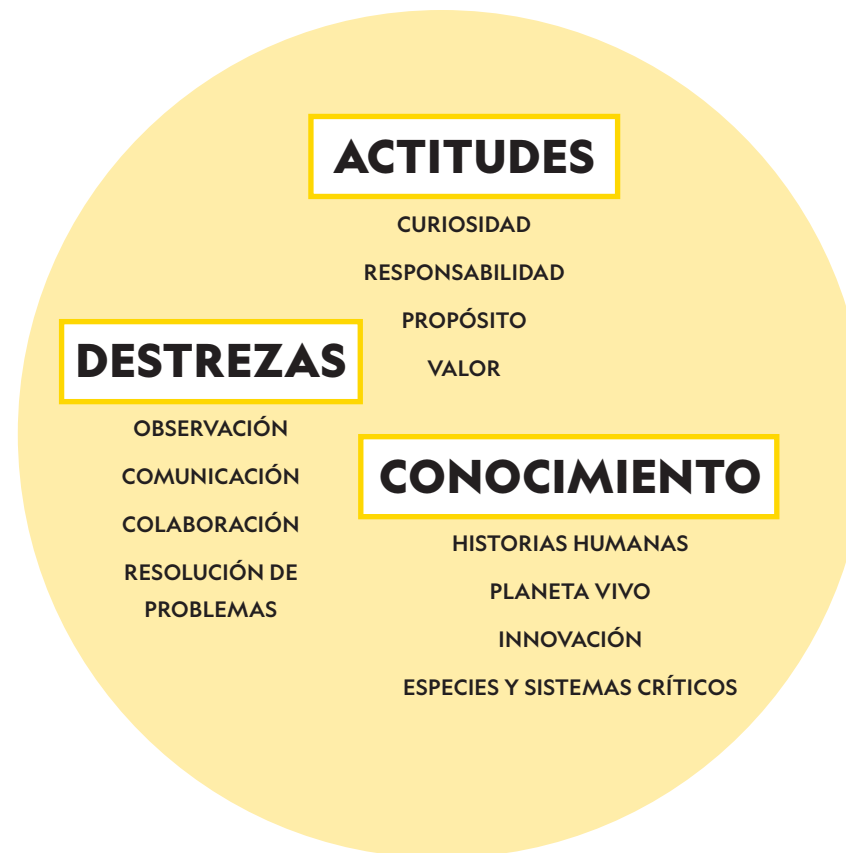 ACTITUDES
CURIOSIDAD
RESPONSABILIDAD
PROPÓSITO
VALOR
DESTREZAS
OBSERVACIÓN
COMUNICACIÓN
COLABORACIÓN
RESOLUCIÓN DE
PROBLEMAS
CONOCIMIENTO
HISTORIAS HUMANAS
PLANETA VIVO
INNOVACIÓN
ESPECIES Y SISTEMAS CRÍTICOS